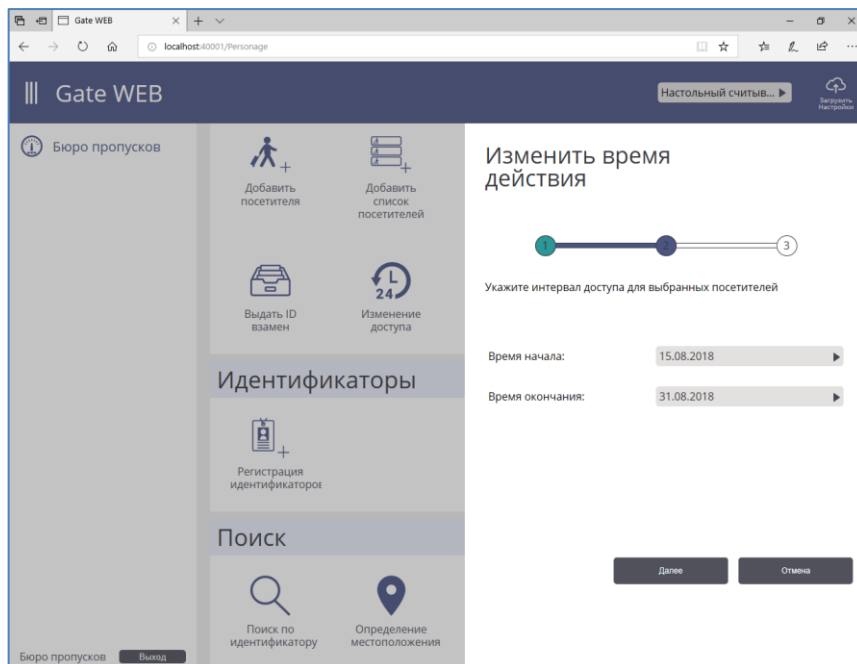 Gate WEB
localhost:40001/Personage
Gate WEB
Настольный считыв...
Загрузить
Настройки
Бюро пропусков
Добавить
посетителя
Добавить
список
посетителей
Выдать ID
взамен
24
Изменение
доступа
Идентификаторы
Регистрация
идентификаторов
Поиск
Поиск по
идентификатору
Определение
местоположения
Бюро пропусков
Выход
Изменить время
действия
1
2
3
Укажите интервал доступа для выбранных посетителей
Время начала:
15.08.2018
Время окончания:
31.08.2018
Далее
Отмена